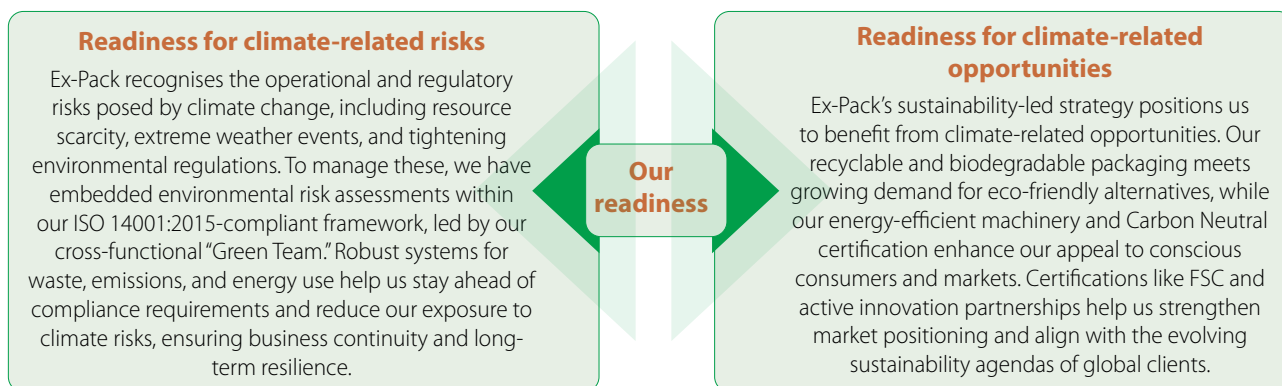 Readiness for climate-related risks
Ex-Pack recognises the operational and regulatory
risks posed by climate change, including resource
scarcity, extreme weather events, and tightening
environmental regulations. To manage these, we have
embedded environmental risk assessments within
our ISO 14001:2015-compliant framework, led by our
cross-functional “Green Team.” Robust systems for
waste, emissions, and energy use help us stay ahead of
compliance requirements and reduce our exposure to
climate risks, ensuring business continuity and long-
term resilience.
Our
readiness
Readiness for climate-related
opportunities
Ex-Pack’s sustainability-led strategy positions us
to benefit from climate-related opportunities. Our
recyclable and biodegradable packaging meets
growing demand for eco-friendly alternatives, while
our energy-efficient machinery and Carbon Neutral
certification enhance our appeal to conscious
consumers and markets. Certifications like FSC and
active innovation partnerships help us strengthen
market positioning and align with the evolving
sustainability agendas of global clients.